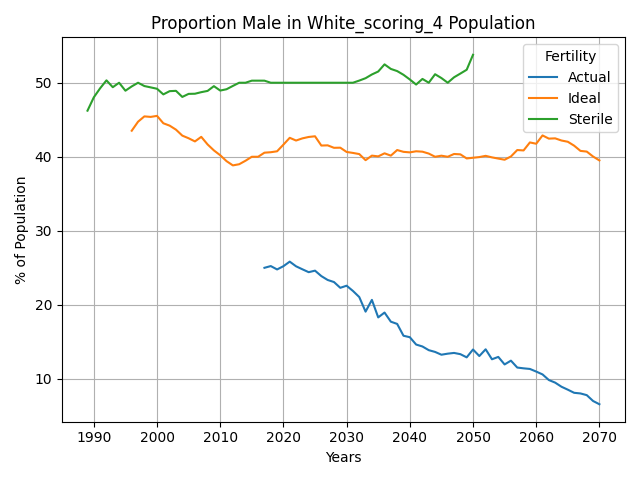 Proportion Male in White_scoring_4 Population
Fertility
Actual
Ideal
Sterile
% of Population
50
40
30
20
10
1990 2000 2010 2020 2030 2040 2050 2060 2070
Years